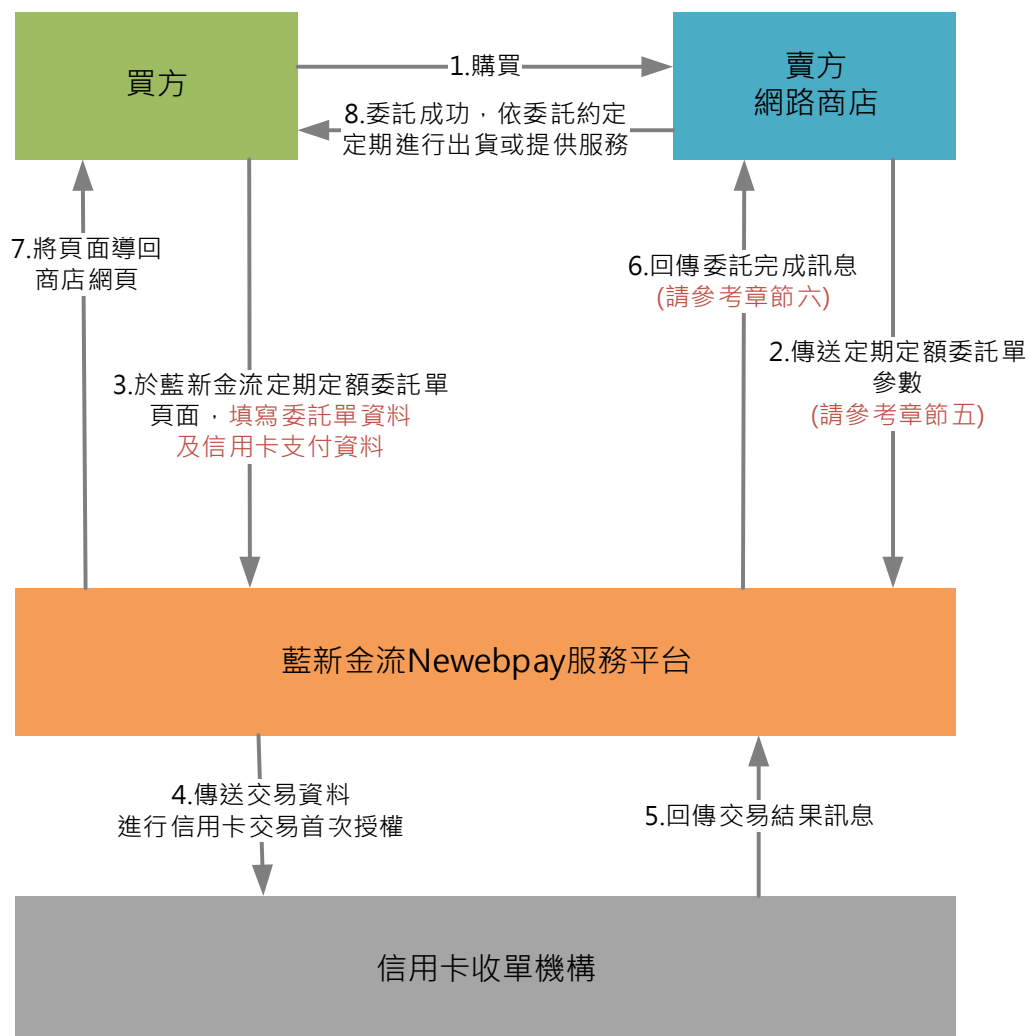 買方
1.購買
賣方
網路商店
8.委託成功，依委託約定
定期進行出貨或提供服務
7.將頁面導回
商店網頁
6.回傳委託完成訊息
(請參考章節六)
2.傳送定期定額委託單
參數
(請參考章節五)
3.於藍新金流定期定額委託單
頁面，填寫委託單資料
及信用卡支付資料
藍新金流Newebpay服務平台
4.傳送交易資料
進行信用卡交易首次授權
5.回傳交易結果訊息
信用卡收單機構